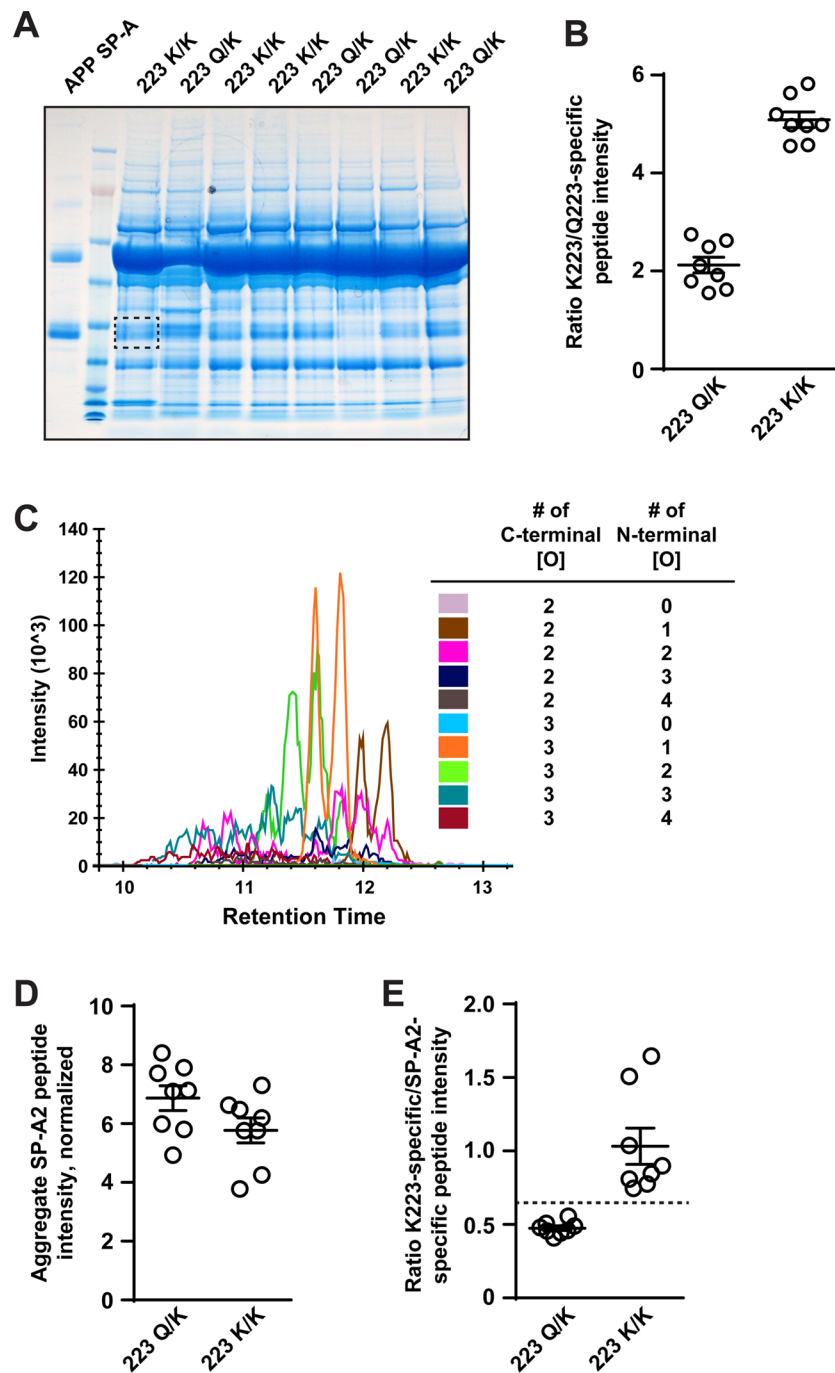 A
APP SP-A
223 K/K
223 Q/K
223 K/K
223 K/K
223 Q/K
223 Q/K
223 K/K
223 Q/K
B
Ratio K223/Q223-specific
peptide intensity
6
4
2
0
223 Q/K
223 K/K
C
Intensity (10^3)
140
120
100
80
60
40
20
0
10
11
12
13
Retention Time
# of
C-terminal
[O]
# of
N-terminal
[O]
2 0
2 1
2 2
2 3
2 4
3 0
3 1
3 2
3 3
3 4
D
Aggregate SP-A2 peptide
intensity, normalized
10
8
6
4
2
0
223 Q/K
223 K/K
E
Ratio K223-specific/SP-A2-
specific peptide intensity
2.0
1.5
1.0
0.5
0
223 Q/K
223 K/K